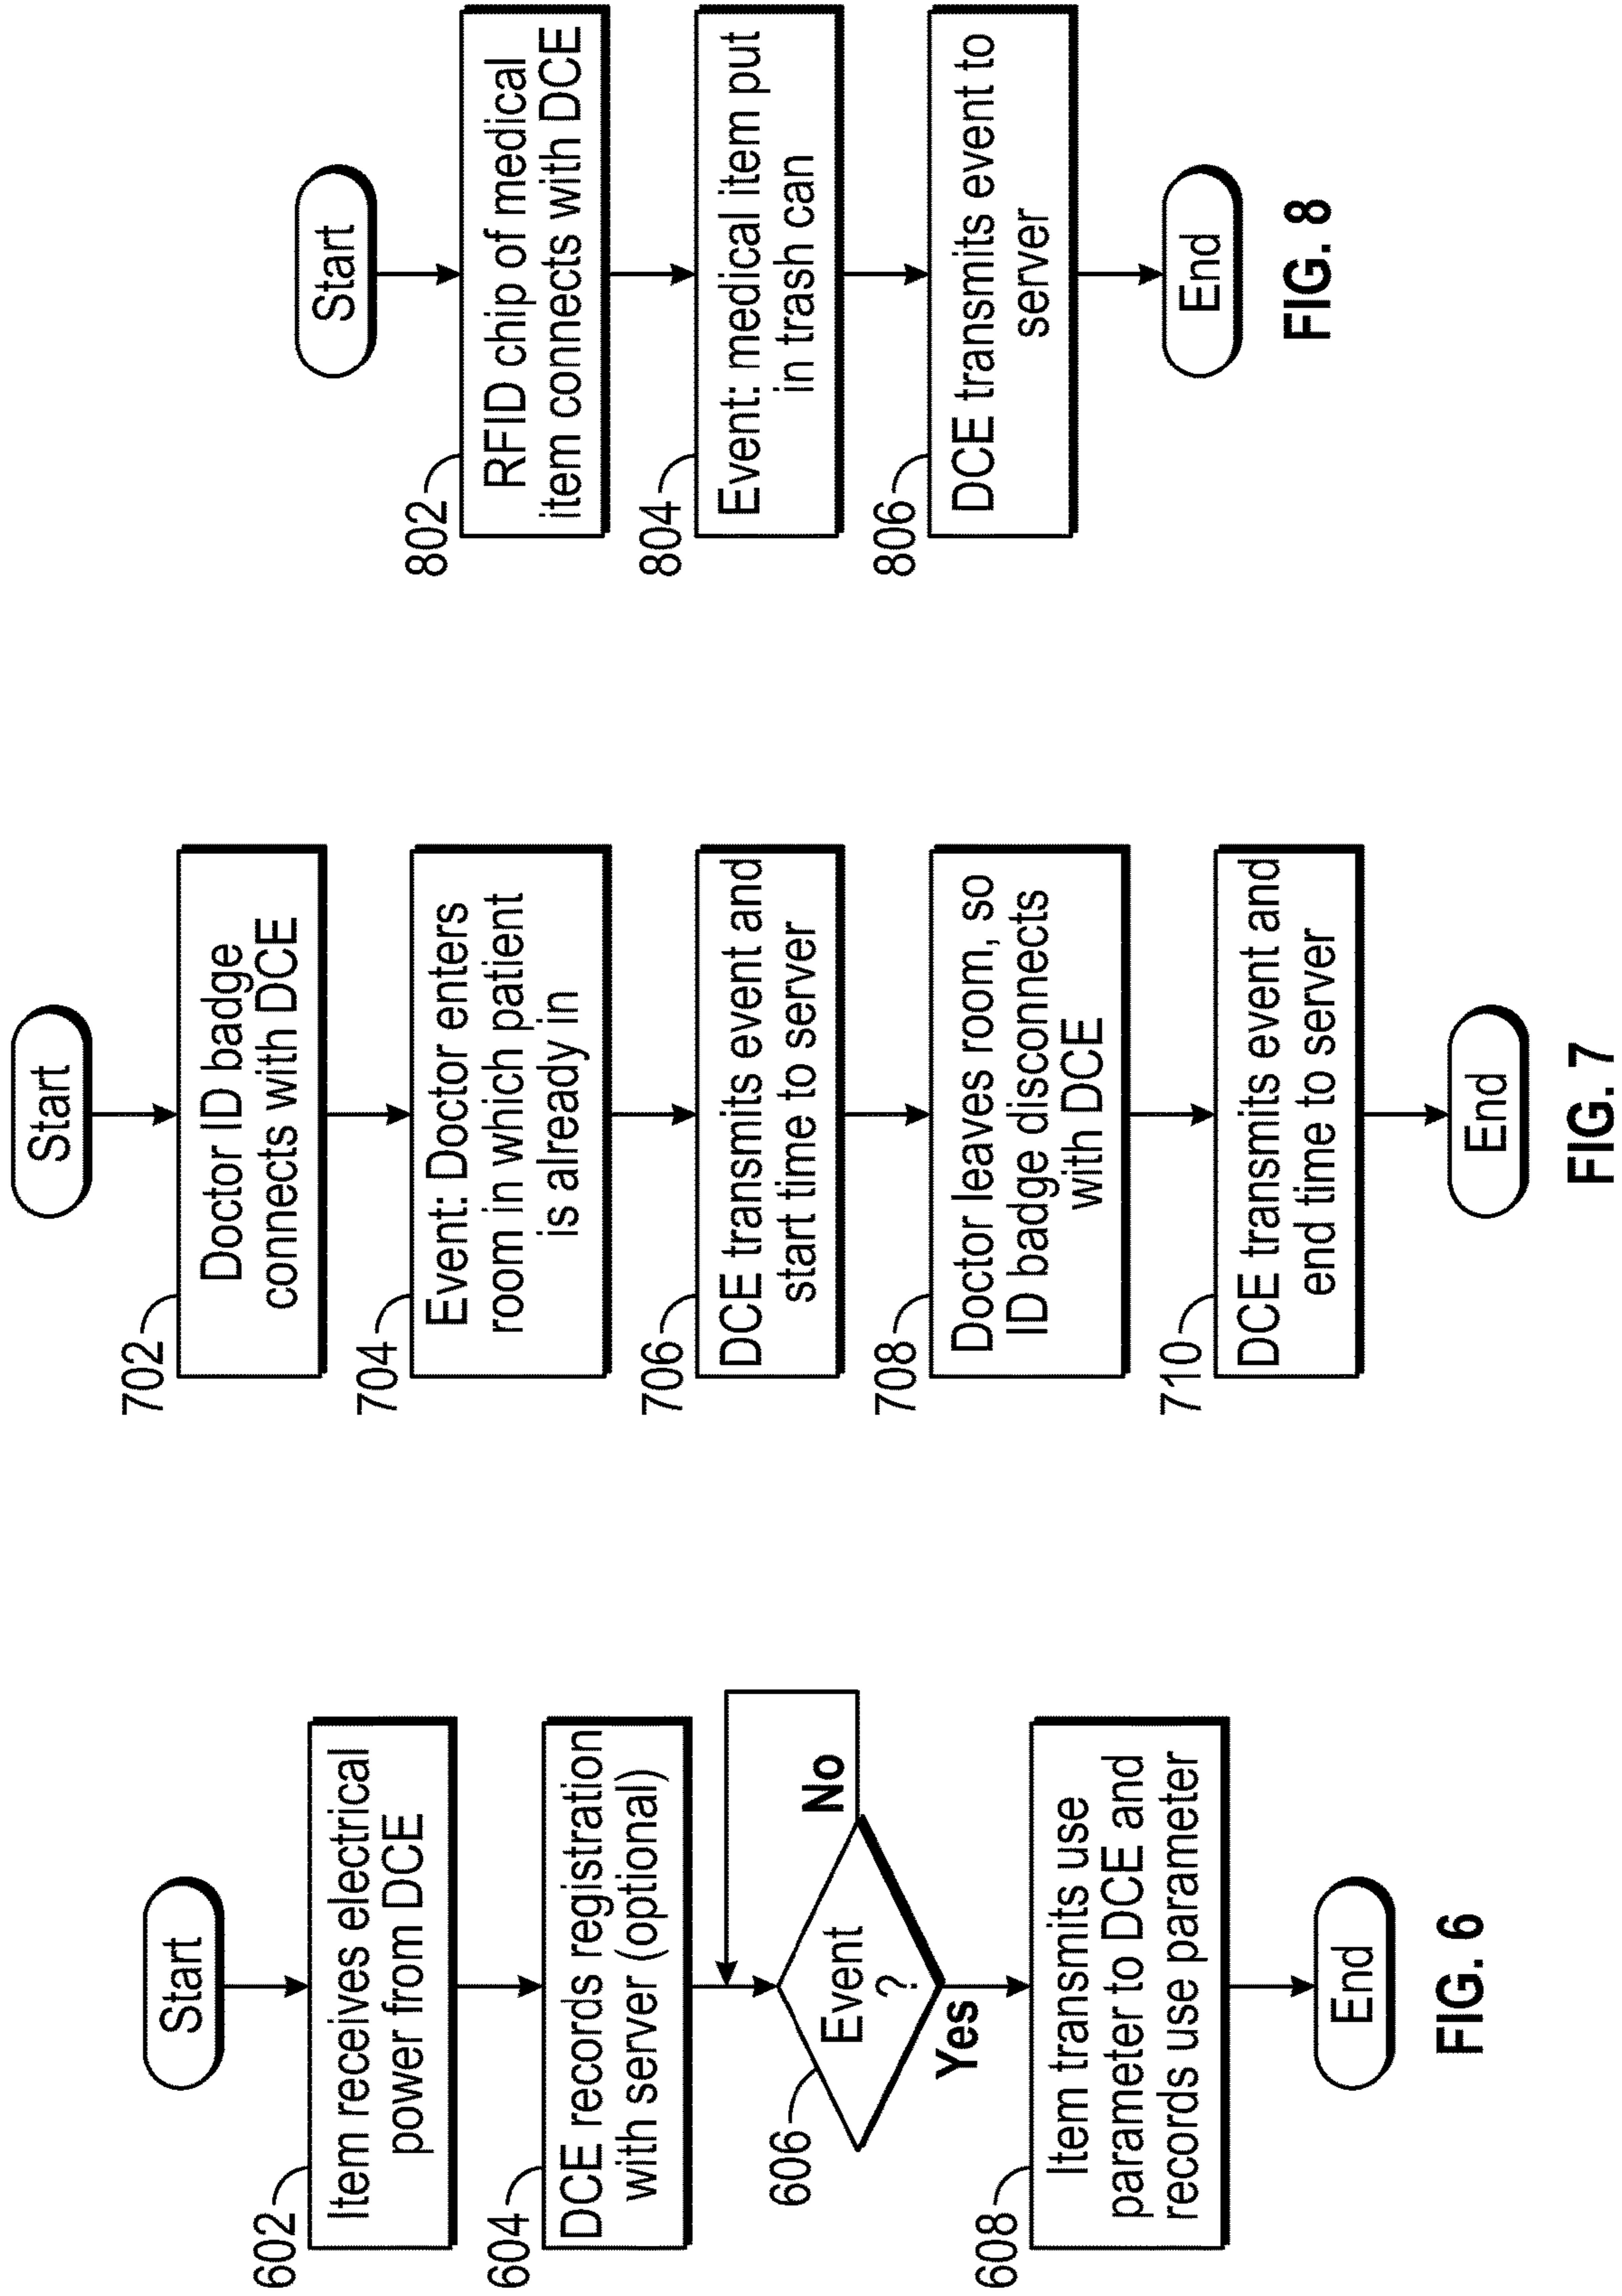 Start
602
Item receives electrical
power from DCE
604
DCE records registration
with server (optional)
606
Event
?
No
Yes
608
Item transmits use
parameter to DCE and
records use parameter
End
FIG. 6
Start
702
Doctor ID badge
connects with DCE
704
Event: Doctor enters
room in which patient
is already in
706
DCE transmits event and
start time to server
708
Doctor leaves room, so
ID badge disconnects
with DCE
710
DCE transmits event and
end time to server
End
FIG. 7
Start
802
RFID chip of medical
item connects with DCE
804
Event: medical item put
in trash can
806
DCE transmits event to
server
End
FIG. 8